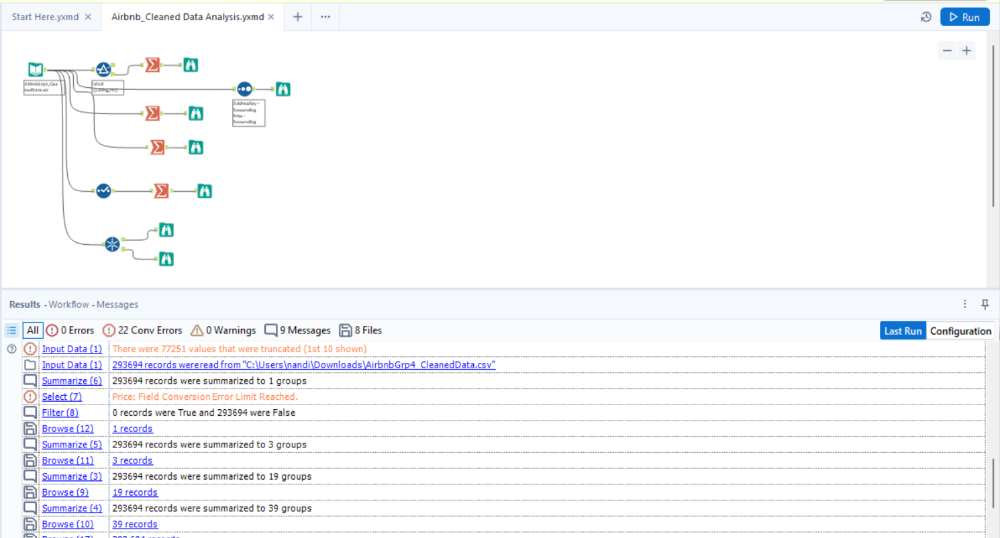 Start Here.yxmd
Airbnb_Cleaned Data Analysis.yxmd
Run
AirbnbGrp4_Clea
nedData.csv
IsNull
([Listing_ID])
AddressKey -
Descending
Price -
Descending
Results - Workflow - Messages
All 0 Errors 22 Conv Errors 0 Warnings 9 Messages 8 Files
Last Run Configuration
Input Data (1) There were 77251 values that were truncated (1st 10 shown)
Input Data (1) 293694 records were read from "C:\Users\nandi\Downloads\AirbnbGrp4_CleanedData.csv"
Summarize (6) 293694 records were summarized to 1 groups
Select (7) Price: Field Conversion Error Limit Reached.
Filter (8) 0 records were True and 293694 were False
Browse (12) 1 records
Summarize (5) 293694 records were summarized to 3 groups
Browse (11) 3 records
Summarize (3) 293694 records were summarized to 19 groups
Browse (9) 19 records
Summarize (4) 293694 records were summarized to 39 groups
Browse (10) 39 records